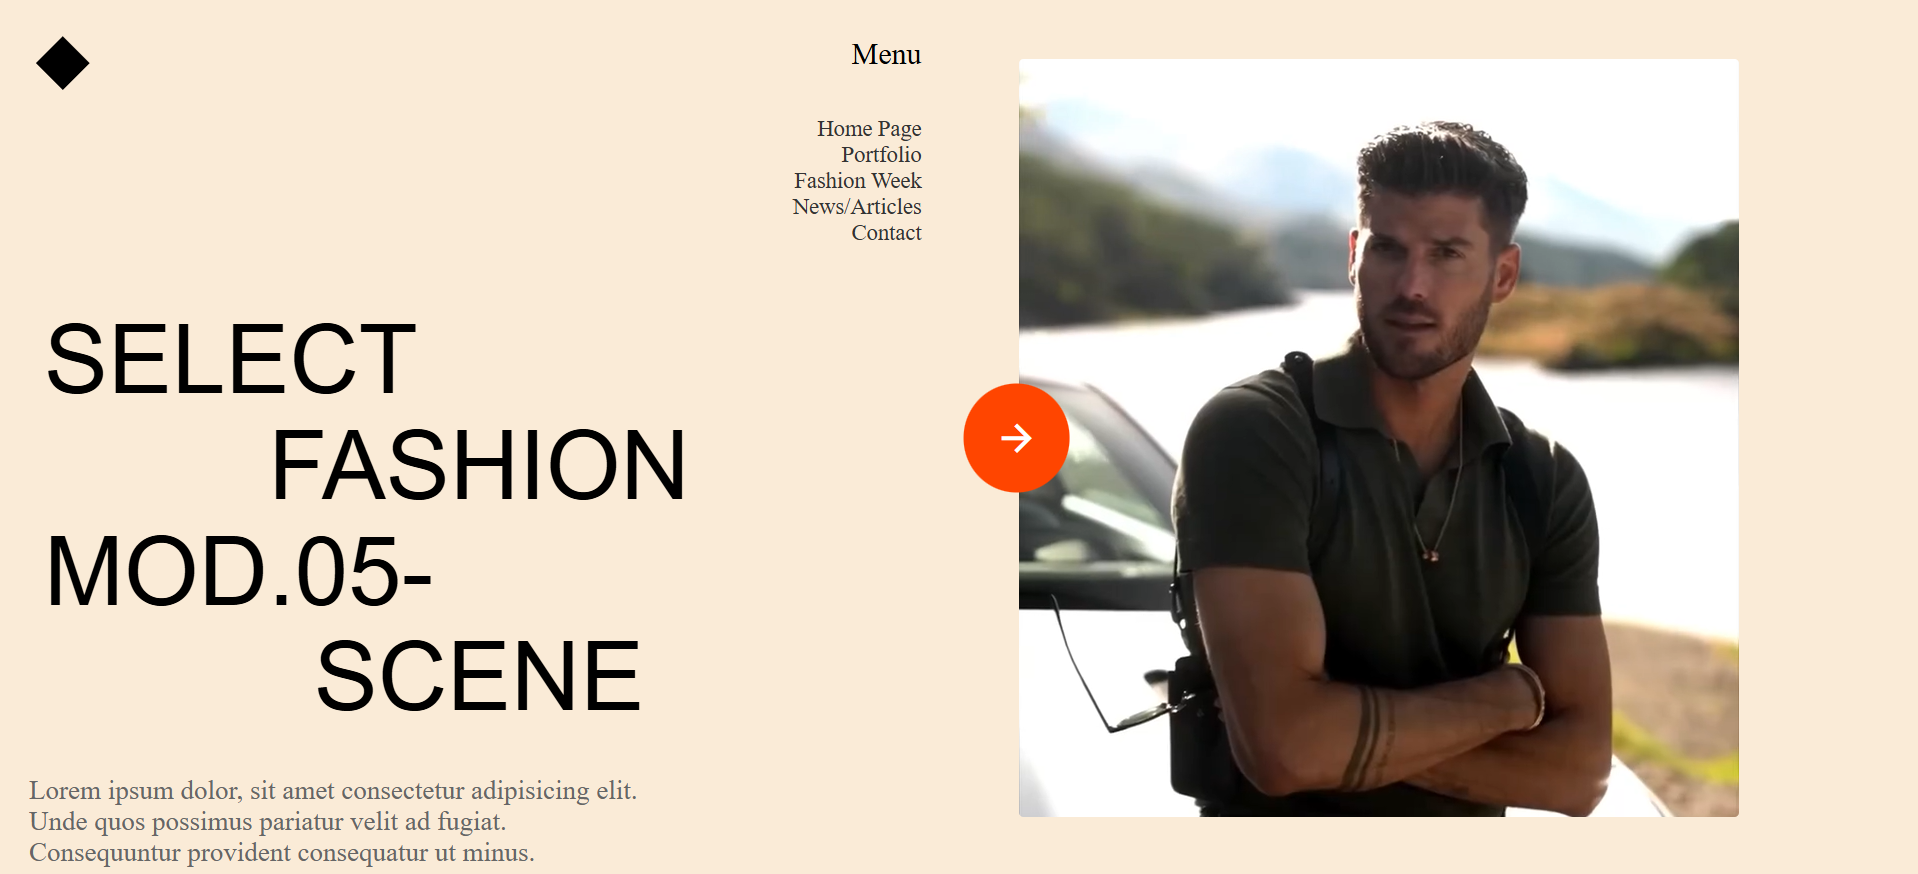 Menu
Home Page
Portfolio
Fashion Week
News/Articles
Contact
SELECT
FASHION
MOD.05-
SCENE
Lorem ipsum dolor, sit amet consectetur adipisicing elit.
Unde quos possimus pariatur velit ad fugiat.
Consequuntur provident consequatur ut minus.